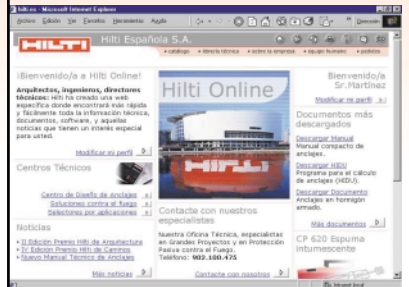 hilti.es - Microsoft Internet Explorer
Archivo Edición Ver Favoritos Herramientas Ayuda
Dirección
HILTI
Hilti Española S.A.
• catálogo • librería técnica • sobre la empresa • equipo humano • pedidos
¡Bienvenido/a a Hilti Online!
Arquitectos, ingenieros, directores
técnicos: Hilti ha creado una web
específica donde encontrará más rápida
y fácilmente toda la información técnica,
documentos, software, y aquellas
noticias que tienen un interés especial
para usted.
Modificar mi perfil
Centros Técnicos
Centro de Diseño de Anclajes
Soluciones contra el fuego
Selectores por aplicaciones
Noticias
• II Edición Premio Hilti de Arquitectura
• IV Edición Premio Hilti de Caminos
• Nuevo Manual Técnico de Anclajes
Más noticias
Hilti Online
HILTI
Contacte con nuestros
especialistas
Nuestra Oficina Técnica, especialistas
en Grandes Proyectos y en Protección
Pasiva contra el Fuego.
Teléfono: 902.100.475
Contacte con nosotros
Bienvenido/a
Sr.Martínez
Modificar mi perfil
Documentos más
descargados
Descargar Manual
Manual compacto de
anclajes.
Descargar HIDU
Programa para el cálculo
de anclajes (HIDU).
Descargar Documento
Anclajes en hormigón
armado.
Más documentos
CP 620 Espuma
intumescente
Intranet local